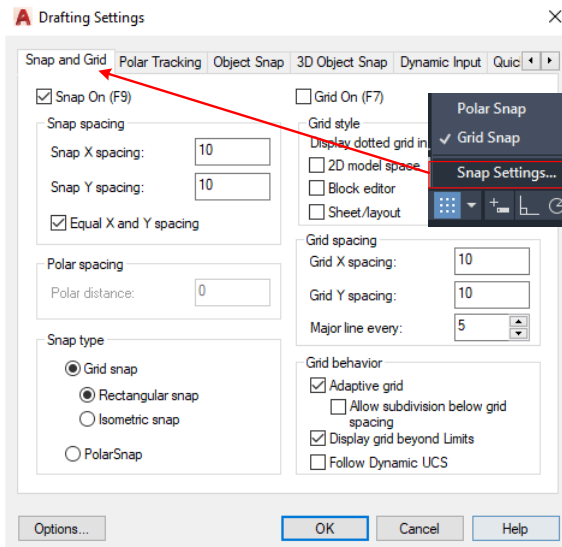 Drafting Settings
Snap and Grid Polar Tracking Object Snap 3D Object Snap Dynamic Input Quic
Snap On (F9)
Snap spacing
Snap X spacing: 10
Snap Y spacing: 10
Equal X and Y spacing
Polar spacing
Polar distance: 0
Snap type
Grid snap
Rectangular snap
Isometric snap
PolarSnap
Grid On (F7)
Grid style
Display dotted grid in
2D model space
Block editor
Sheet/layout
Polar Snap
Grid Snap
Snap Settings...
Grid spacing
Grid X spacing: 10
Grid Y spacing: 10
Major line every: 5
Grid behavior
Adaptive grid
Allow subdivision below grid
spacing
Display grid beyond Limits
Follow Dynamic UCS
Options... OK Cancel Help